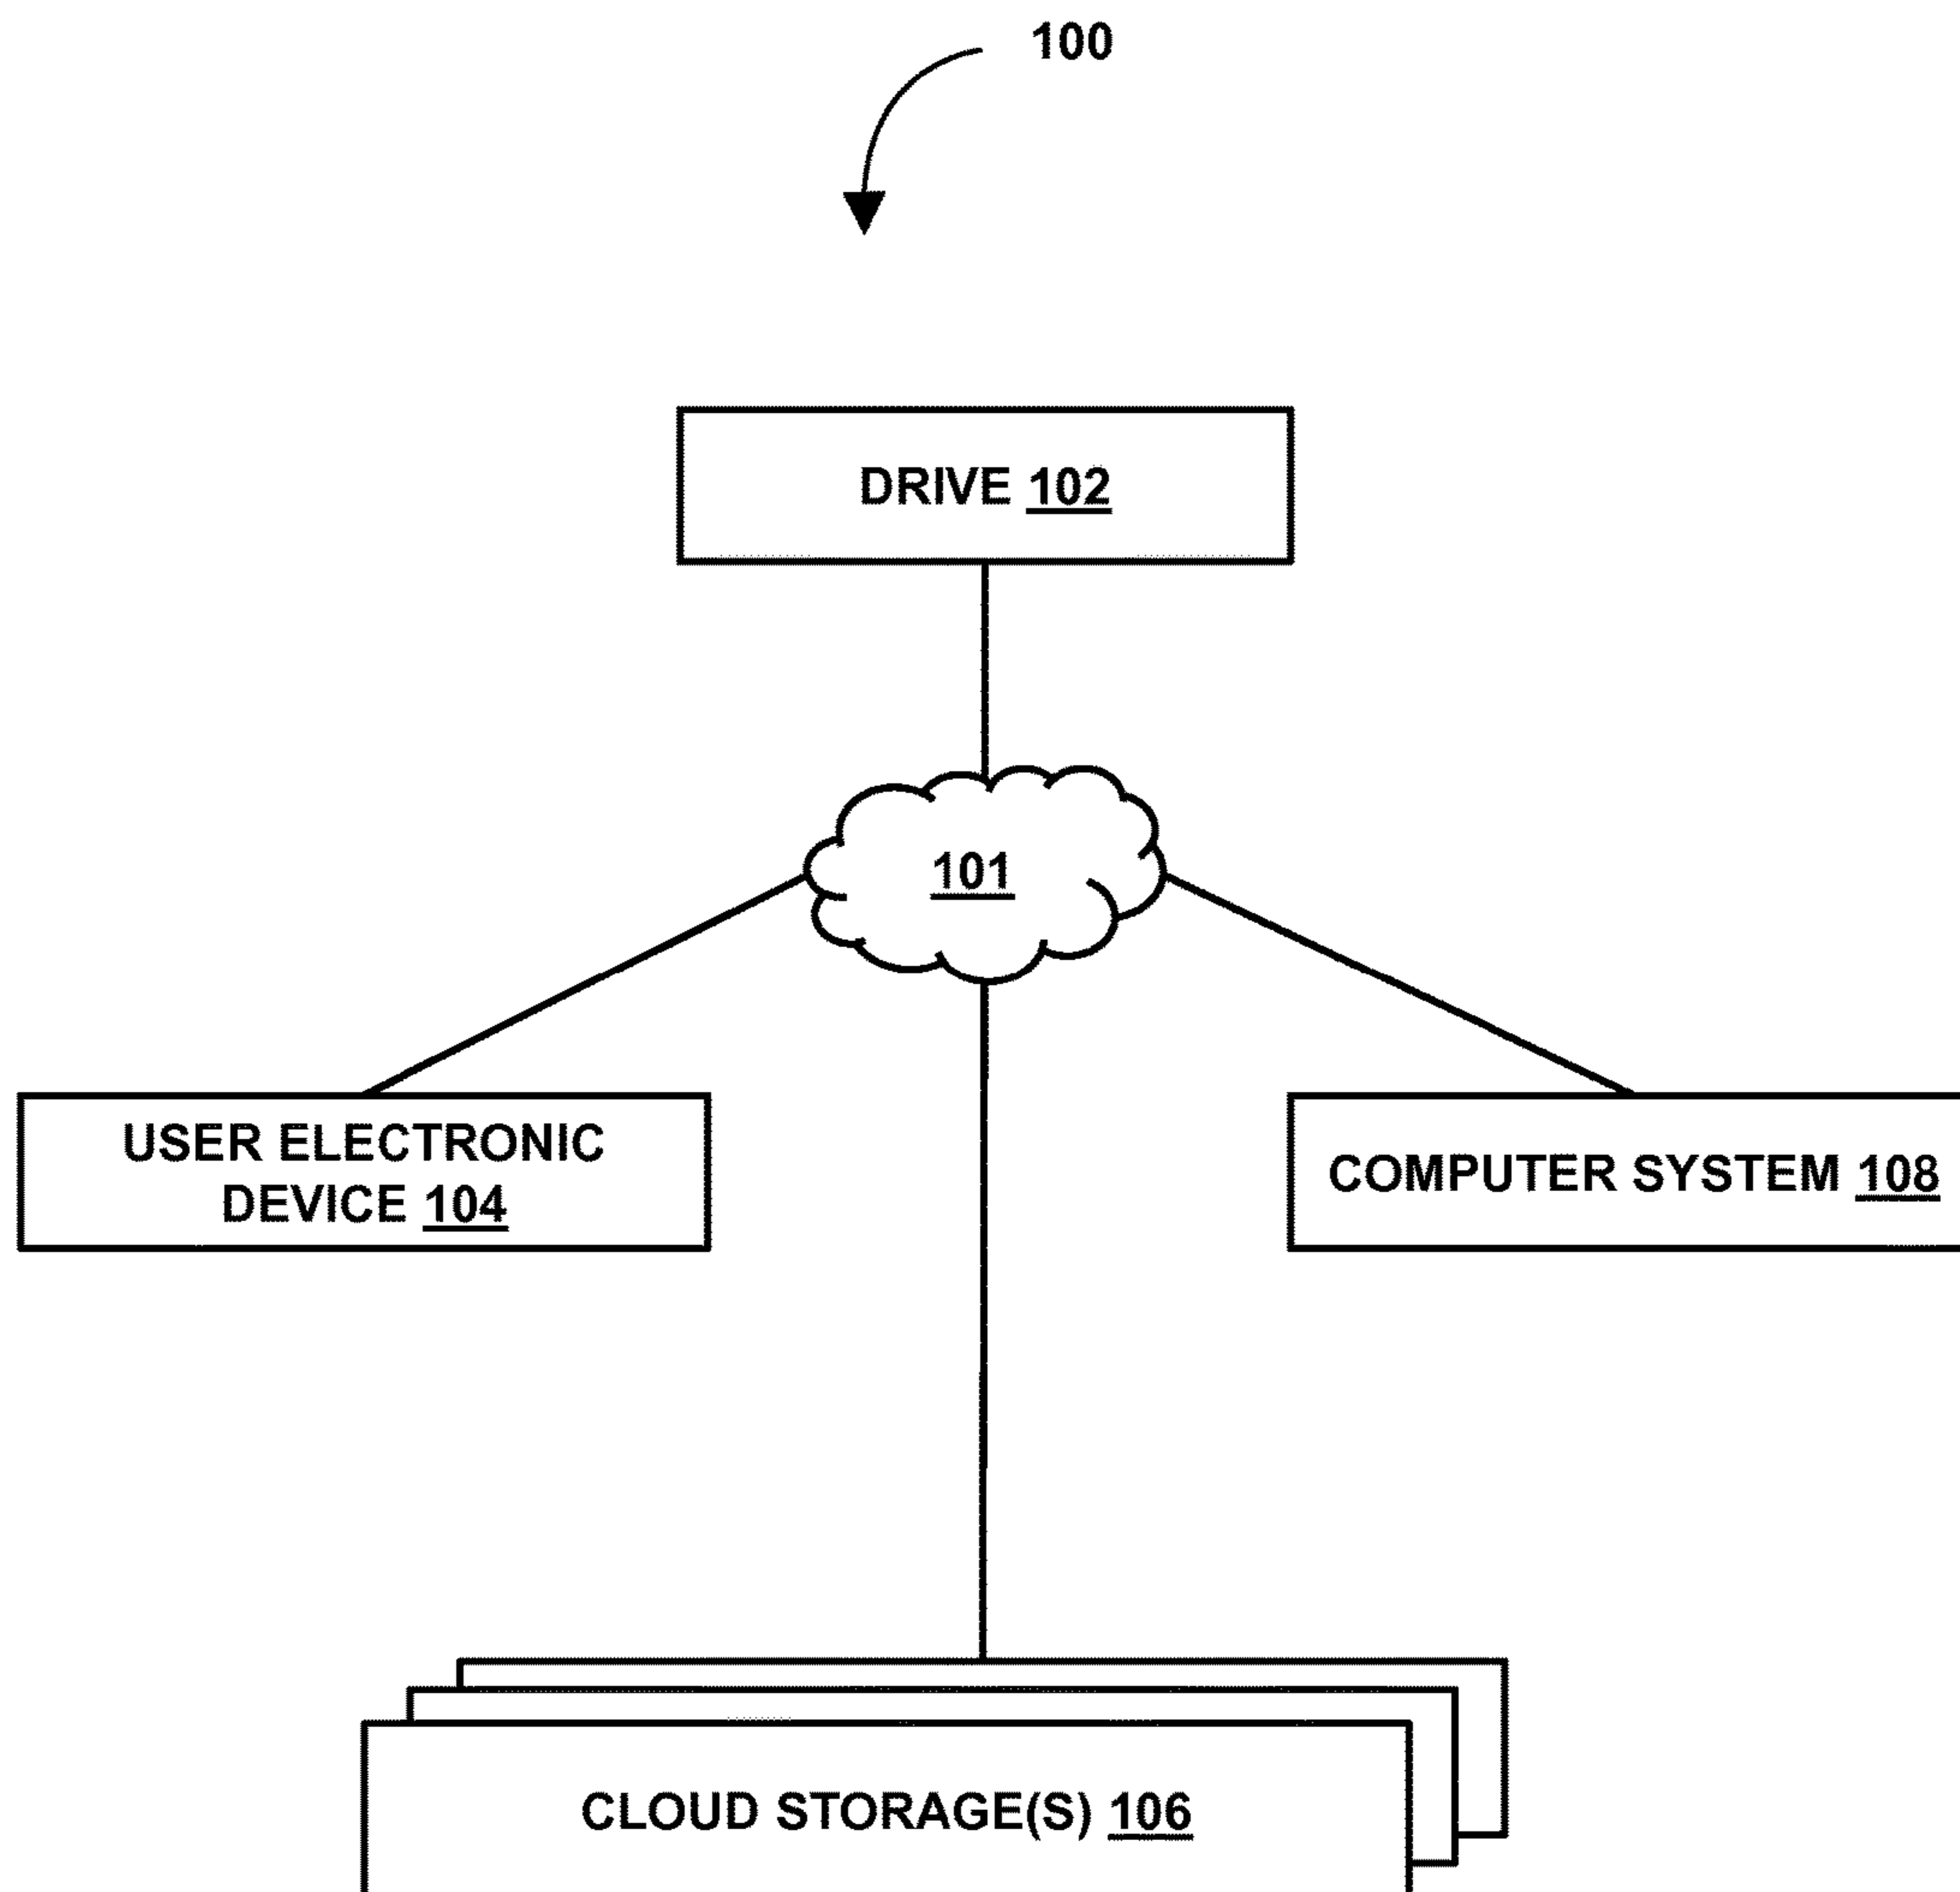 100
DRIVE 102
101
USER ELECTRONIC
DEVICE 104
COMPUTER SYSTEM 108
CLOUD STORAGE(S) 106